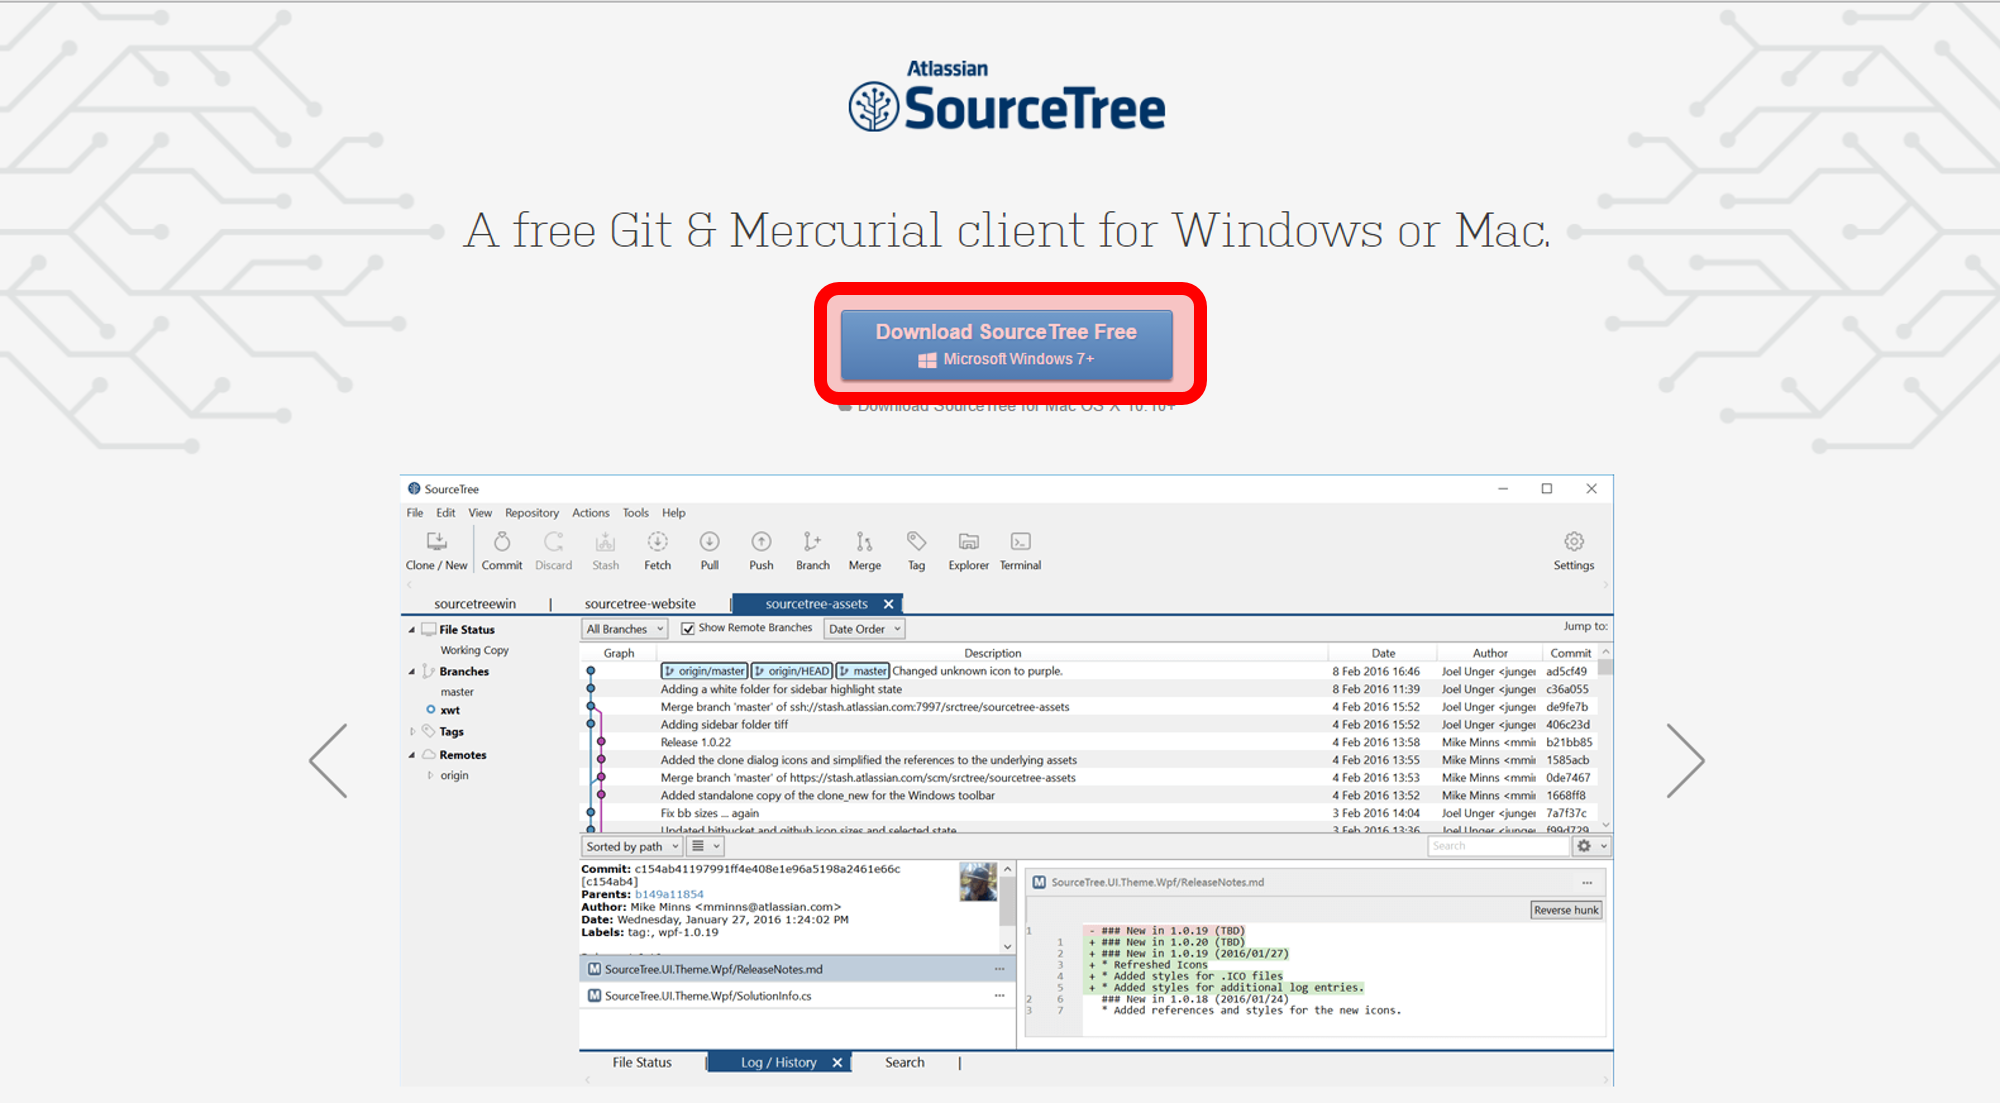 Atlassian
SourceTree
A free Git & Mercurial client for Windows or Mac.
Download SourceTree Free
Microsoft Windows 7+
Download SourceTree for Mac OS X 10.10+
SourceTree
File Edit View Repository Actions Tools Help
Clone / New Commit Discard Stash Fetch Pull Push Branch Merge Tag Explorer Terminal Settings
sourcetreewin sourcetree-website sourcetree-assets
File Status
Working Copy
Branches
master
xwt
Tags
Remotes
origin
All Branches Show Remote Branches Date Order Jump to:
Graph Description Date Author Commit
origin/master origin/HEAD master Changed unknown icon to purple. 8 Feb 2016 16:46 Joel Unger <junger ad5cf49
Adding a white folder for sidebar highlight state 8 Feb 2016 11:39 Joel Unger <junger c36a055
Merge branch 'master' of ssh://stash.atlassian.com:7997/srctree/sourcetree-assets 4 Feb 2016 15:52 Joel Unger <junger de9fe7b
Adding sidebar folder tiff 4 Feb 2016 15:52 Joel Unger <junger 406c23d
Release 1.0.22 4 Feb 2016 13:58 Mike Minns <mmin b21bb85
Added the clone dialog icons and simplified the references to the underlying assets 4 Feb 2016 13:55 Mike Minns <mmin 1585acb
Merge branch 'master' of https://stash.atlassian.com/scm/srctree/sourcetree-assets 4 Feb 2016 13:53 Mike Minns <mmin 0de7467
Added standalone copy of the clone_new for the Windows toolbar 4 Feb 2016 13:52 Mike Minns <mmin 1668ff8
Fix bb sizes ... again 3 Feb 2016 14:04 Joel Unger <junger 7a7f37c
Updated bitbucket and github icon sizes and selected state 3 Feb 2016 13:36 Joel Unger <junger f99d729
Sorted by path Search
Commit: c154ab41197991ff4e408e1e96a5198a2461e66c
[c154ab4]
Parents: b149a11854
Author: Mike Minns <mminns@atlassian.com>
Date: Wednesday, January 27, 2016 1:24:02 PM
Labels: tag:, wpf-1.0.19
SourceTree.UI.Theme.Wpf/ReleaseNotes.md ...
SourceTree.UI.Theme.Wpf/SolutionInfo.cs ...
SourceTree.UI.Theme.Wpf/ReleaseNotes.md ...
Reverse hunk
1 - ### New in 1.0.19 (TBD)
1 + ### New in 1.0.20 (TBD)
2 + ### New in 1.0.19 (2016/01/27)
3 + * Refreshed Icons
4 + * Added styles for .ICO files
5 + * Added styles for additional log entries.
2 6 ### New in 1.0.18 (2016/01/24)
3 7 * Added references and styles for the new icons.
File Status Log / History Search